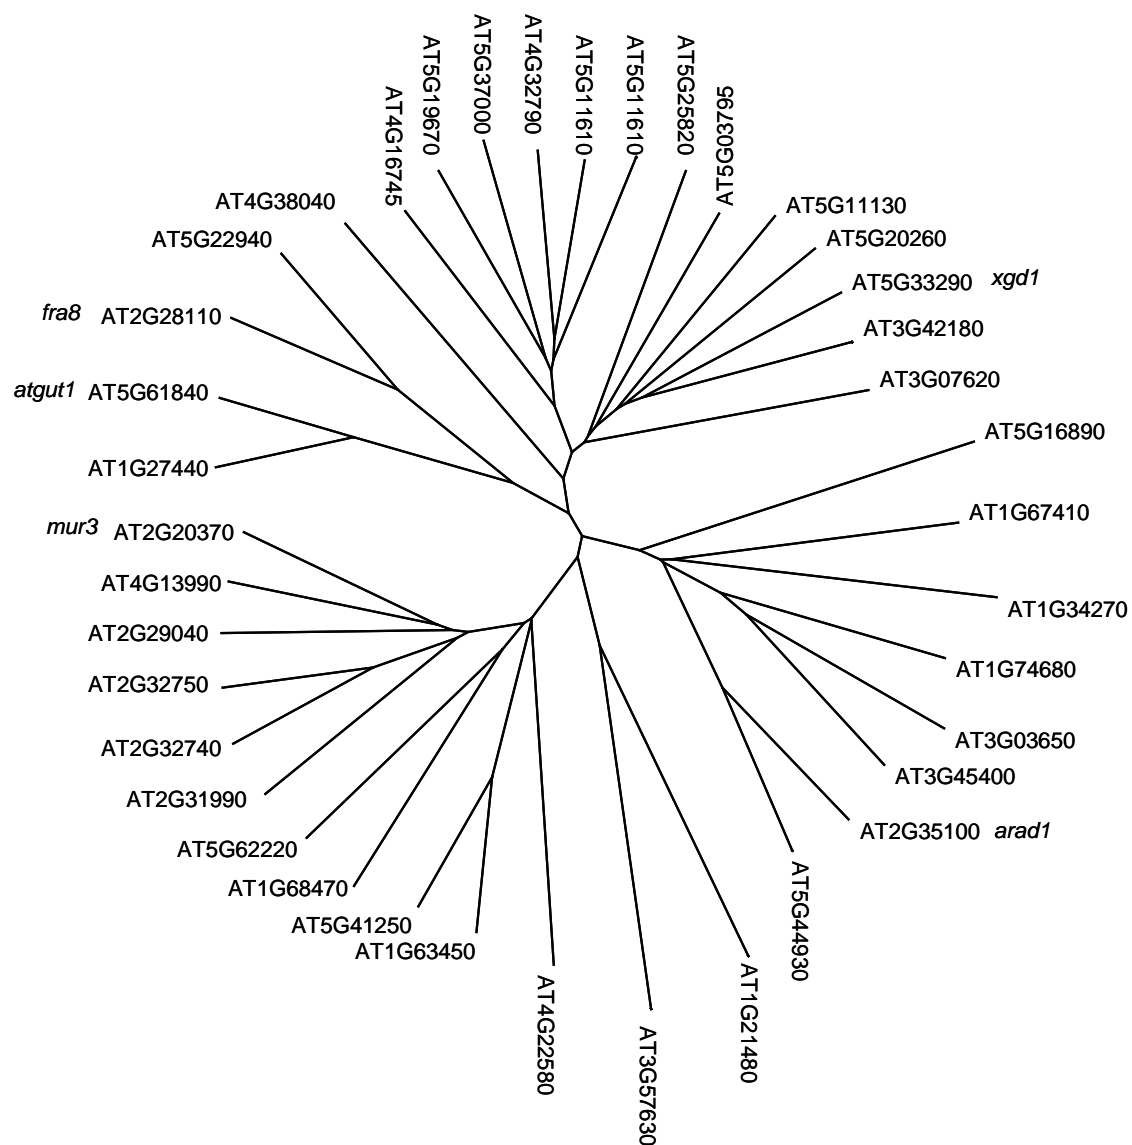 AT4G16745
AT5G19670
AT5G37000
AT4G32790
AT5G11610
AT5G11610
AT5G25820
AT5G03795
AT5G11130
AT5G20260
AT5G33290 xgd1
AT3G42180
AT3G07620
AT5G16890
AT1G67410
AT1G34270
AT1G74680
AT3G03650
AT3G45400
AT2G35100 arad1
AT5G44930
AT1G21480
AT3G57630
AT4G22580
AT1G63450
AT5G41250
AT1G68470
AT5G62220
AT2G31990
AT2G32740
AT2G32750
AT2G29040
AT4G13990
mur3 AT2G20370
AT1G27440
atgut1 AT5G61840
fra8 AT2G28110
AT5G22940
AT4G38040